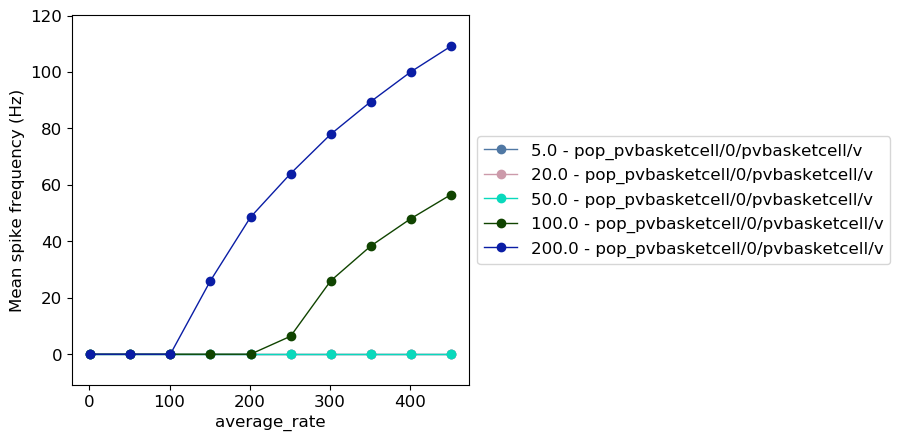 120
100
80
60
40
20
0
Mean spike frequency (Hz)
0 100 200 300 400
average_rate
5.0 - pop_pvbasketcell/0/pvbasketcell/v
20.0 - pop_pvbasketcell/0/pvbasketcell/v
50.0 - pop_pvbasketcell/0/pvbasketcell/v
100.0 - pop_pvbasketcell/0/pvbasketcell/v
200.0 - pop_pvbasketcell/0/pvbasketcell/v